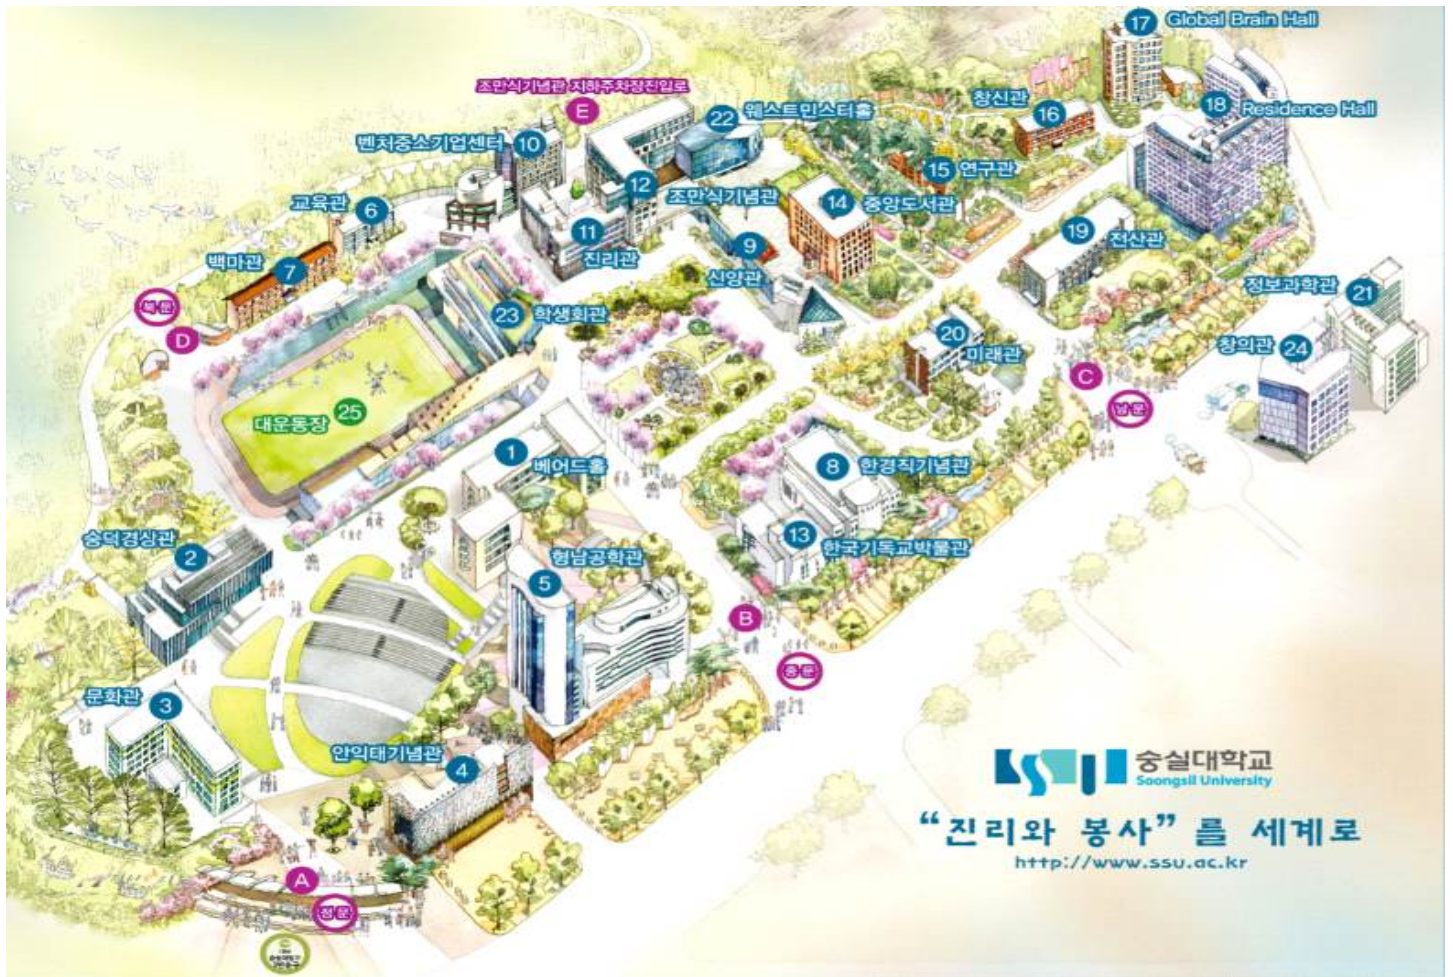 17 Global Brain Hall
조만식기념관 지하주차장진입로
E
창신관
16
18 Residence Hall
22 웨스트민스터홀
벤처중소기업센터 10
15 연구관
12 조만식기념관
14 중앙도서관
교육관 6
11
진리관
19 전산관
백마관 7
9
신양관
정보과학관 21
북문
D
23 학생회관
20
미래관
창의관 24
C
남문
대운동장 25
1
베어드홀
8 한경직기념관
숭덕경상관
2
13 한국기독교박물관
형남공학관
5
B
중문
문화관
3
안익태기념관
4
숭실대학교
Soongsil University
“진리와 봉사”를 세계로
http://www.ssu.ac.kr
A
정문